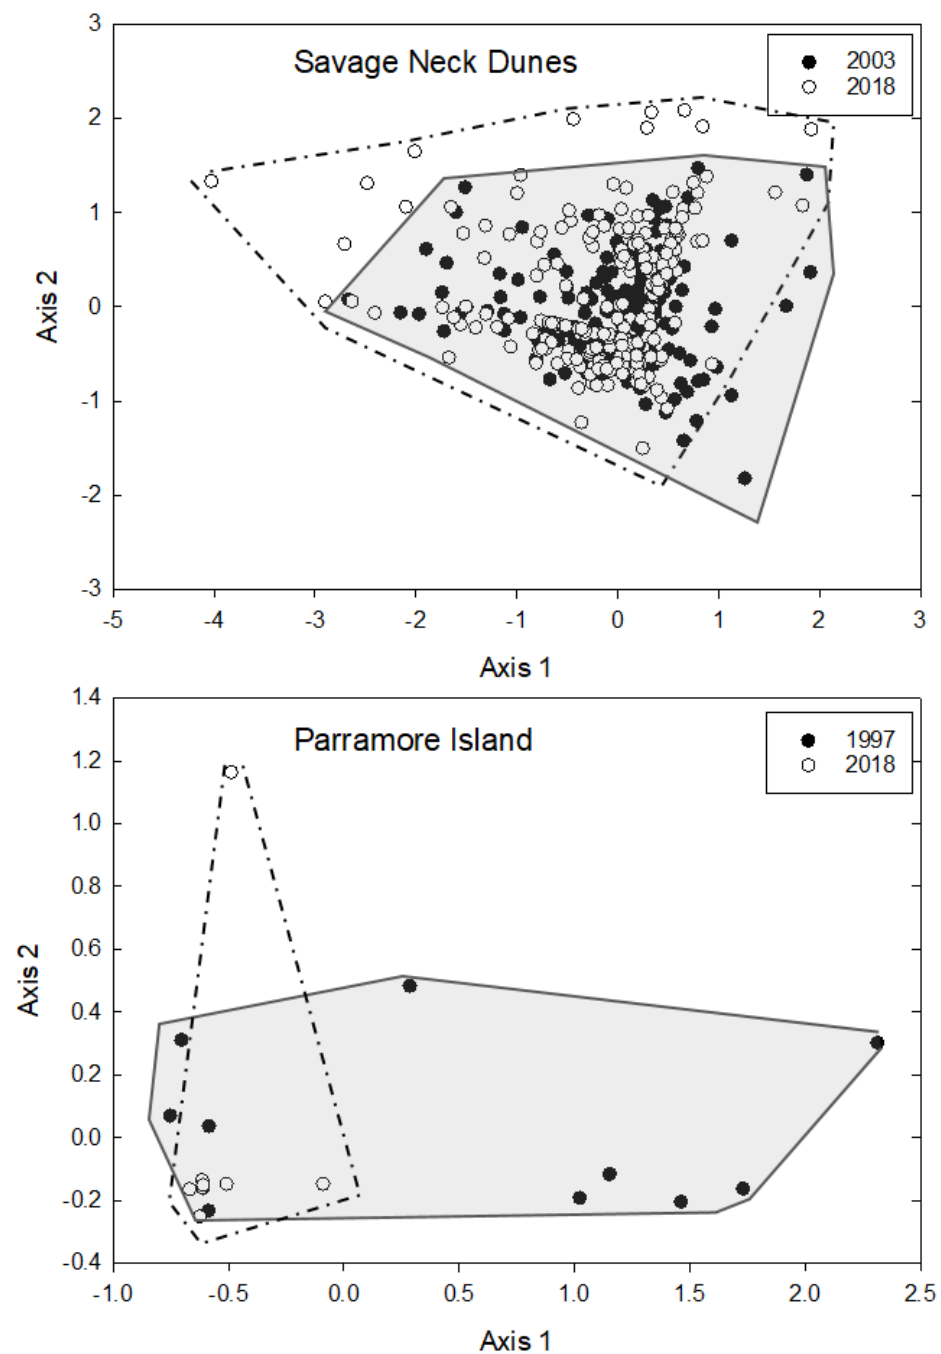 Savage Neck Dunes
2003
2018
3
2
1
0
-1
-2
-3
Axis 2
-5 -4 -3 -2 -1 0 1 2 3
Axis 1
Parramore Island
1997
2018
1.4
1.2
1.0
0.8
0.6
0.4
0.2
0.0
-0.2
-0.4
Axis 2
-1.0 -0.5 0.0 0.5 1.0 1.5 2.0 2.5
Axis 1